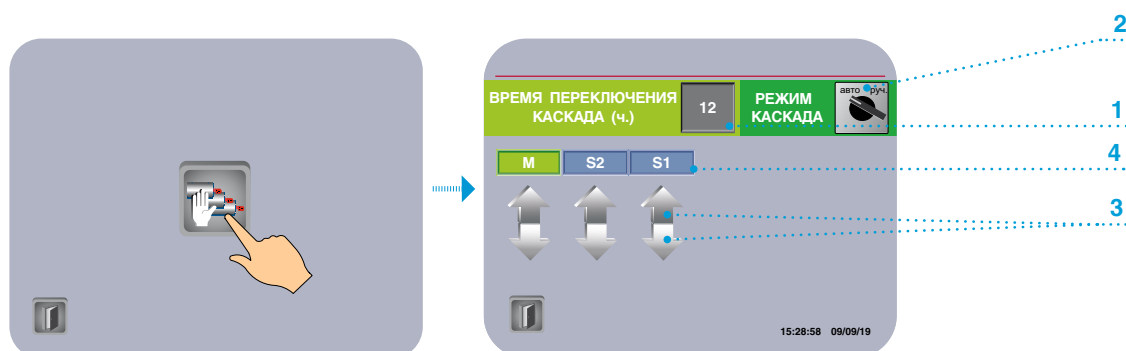 2
ВРЕМЯ ПЕРЕКЛЮЧЕНИЯ
КАСКАДА (ч.)
12
РЕЖИМ
КАСКАДА
авто руч.
1
M S2 S1
4
3
15:28:58 09/09/19